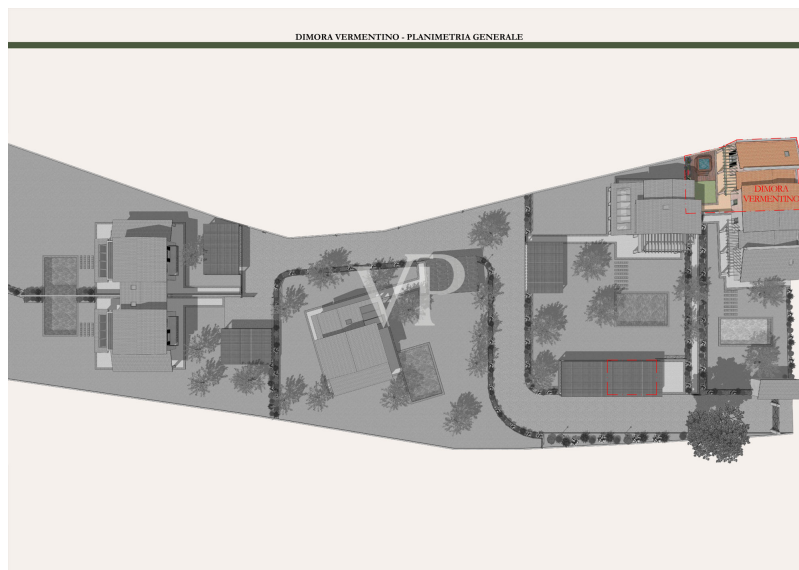 DIMORA VERMENTINO - PLANIMETRIA GENERALE
DIMORA
VERMENTINO
VP